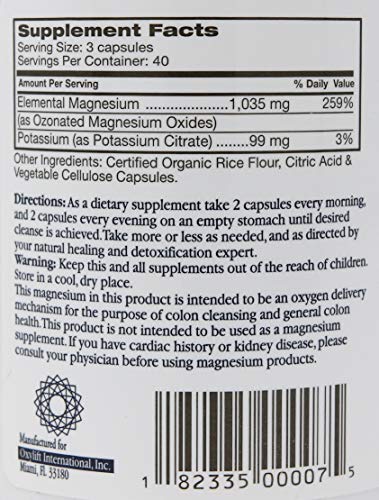 Supplement Facts
Serving Size: 3 capsules
Servings Per Container: 40
Amount Per Serving % Daily Value
Elemental Magnesium .....................1,035 mg 259%
(as Ozonated Magnesium Oxides)
Potassium (as Potassium Citrate) ........99 mg 3%
Other Ingredients: Certified Organic Rice Flour, Citric Acid &
Vegetable Cellulose Capsules.
Directions: As a dietary supplement take 2 capsules every morning,
and 2 capsules every evening on an empty stomach until desired
cleanse is achieved. Take more or less as needed, and as directed by
your natural healing and detoxification expert.
Warning: Keep this and all supplements out of the reach of children.
Store in a cool, dry place.
This magnesium in this product is intended to be an oxygen delivery
mechanism for the purpose of colon cleansing and general colon
health. This product is not intended to be used as a magnesium
supplement. If you have cardiac history or kidney disease, please
consult your physician before using magnesium products.
Manufactured for
Oxylift International, Inc.
Miami, FL 33180
1 82335 00007 5